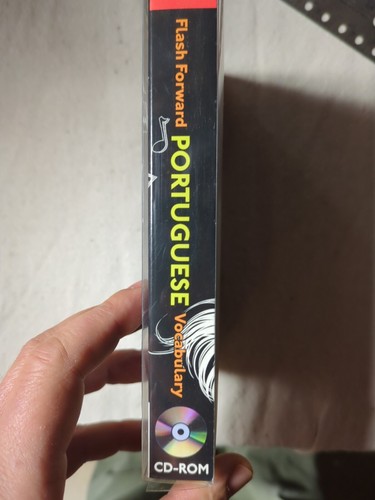 Flash Forward
PORTUGUESE
Vocabulary
CD-ROM